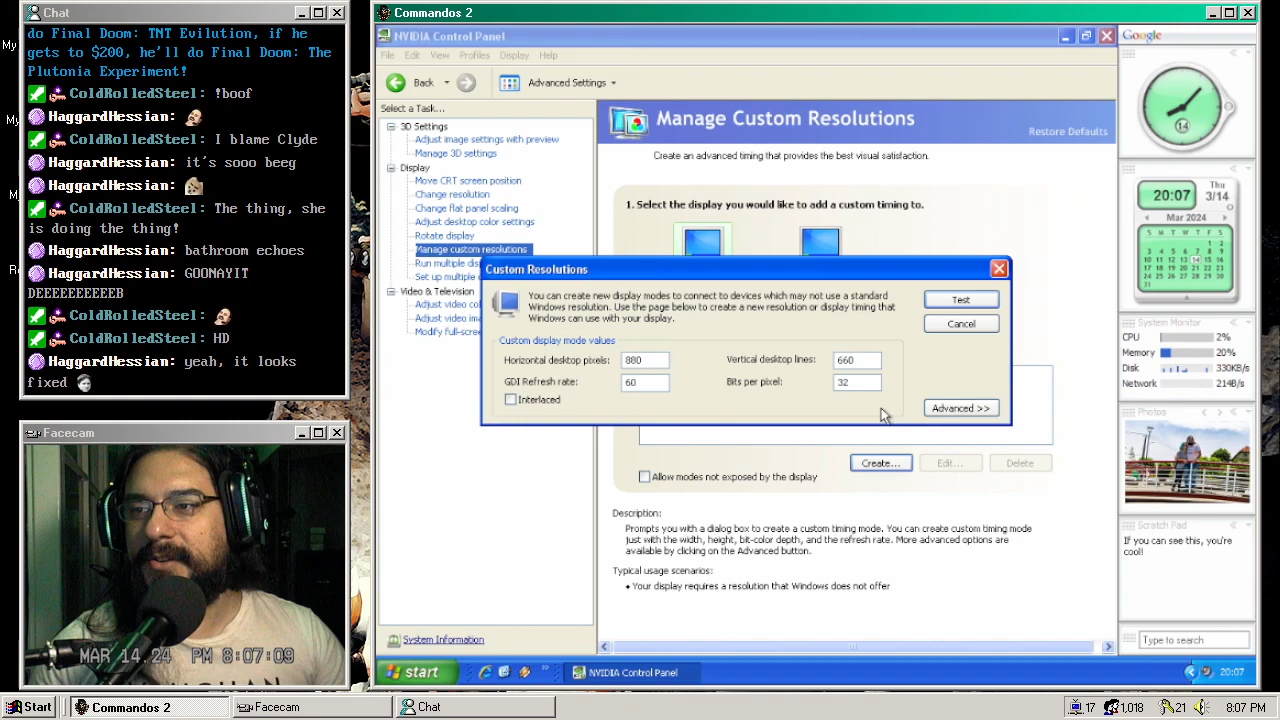 Chat
do Final Doom: TNT Evilution, if he
gets to $200, he'll do Final Doom: The
Plutonia Experiment!
ColdRolledSteel: !boof
HaggardHessian:
ColdRolledSteel: I blame Clyde
HaggardHessian: it's sooo beeg
HaggardHessian:
ColdRolledSteel: The thing, she
is doing the thing!
HaggardHessian: bathroom echoes
HaggardHessian: GOONAYIT
ColdRolledSteel:
ColdRolledSteel: HD
HaggardHessian: yeah, it looks
fixed
Facecam
MAR 14.24 PM 8:07:09
Commandos 2
NVIDIA Control Panel
File Edit View Profiles Display Help
Back Advanced Settings
Select a Task...
3D Settings
Adjust image settings with preview
Manage 3D settings
Display
Move CRT screen position
Change resolution
Change flat panel scaling
Adjust desktop color settings
Rotate display
Manage custom resolutions
Run multiple dis
Set up multiple
Video & Television
Adjust video co
Adjust video ima
Modify full-scree
System Information
Manage Custom Resolutions
Restore Defaults
Create an advanced timing that provides the best visual satisfaction.
1. Select the display you would like to add a custom timing to.
Custom Resolutions
You can create new display modes to connect to devices which may not use a standard
Windows resolution. Use the page below to create a new resolution or display timing that
Windows can use with your display.
Test
Cancel
Custom display mode values
Horizontal desktop pixels: 880 Vertical desktop lines: 660
GDI Refresh rate: 60 Bits per pixel: 32
Interlaced
Advanced >>
Create... Edit... Delete
Allow modes not exposed by the display
Description:
Prompts you with a dialog box to create a custom timing mode. You can create custom timing mode
just with the width, height, bit-color depth, and the refresh rate. More advanced options are
available by clicking on the Advanced button.
Typical usage scenarios:
• Your display requires a resolution that Windows does not offer
Google
14
20:07 Thu
3/14
Mar 2024
System Monitor
CPU 2%
Memory 20%
Disk 330KB/s
Network 214B/s
Photos
Scratch Pad
If you can see this, you're
cool!
Type to search
start NVIDIA Control Panel 20:07
Start Commandos 2 Facecam Chat 17 1,018 21 8:07 PM